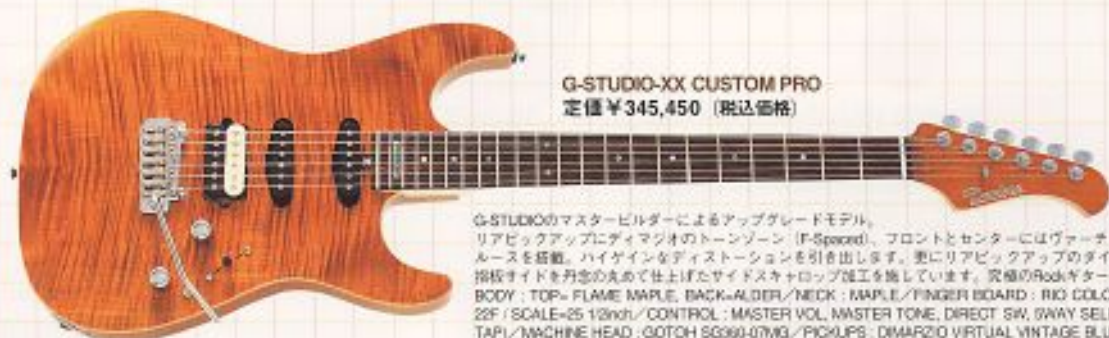 G-STUDIO-XX CUSTOM PRO
定価￥345,450（税込価格）
G-STUDIOのマスタービルダーによるアップグレードモデル。
リアピックアップにディマジオのトーンゾーン（F-Spaced）、フロントとセンターにはヴァーチ
ルースを搭載。ハイゲインなディストーションを引き出します。更にリアピックアップのダイ
指板サイドを丹念の丸めて仕上げたサイドスキャロップ加工を施しています。究極のRockギター
BODY : TOP= FLAME MAPLE, BACK=ALDER／NECK : MAPLE／FINGER BOARD : RIO COLO
22F / SCALE=25 1/2inch／CONTROL : MASTER VOL, MASTER TONE, DIRECT SW, 5WAY SEL
TAP)／MACHINE HEAD : GOTOH SG360-07MG／PICKUPS : DIMARZIO VIRTUAL VINTAGE BLU